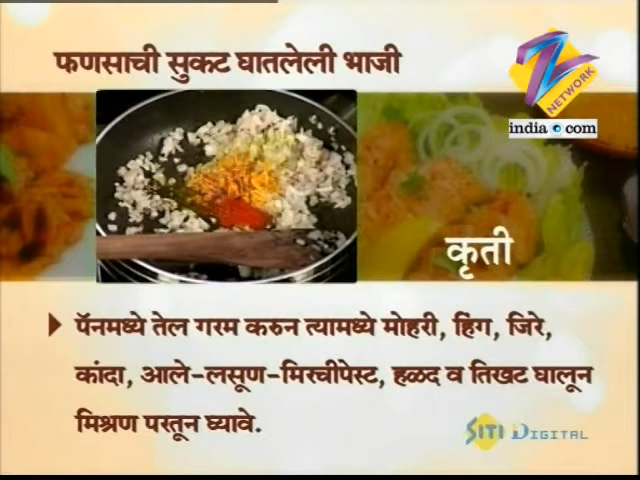 फणसाची सुकट घातलेली भाजी
Z
NETWORK
india.com
कृती
पॅनमध्ये तेल गरम करुन त्यामध्ये मोहरी, हिंग, जिरे,
कांदा, आले-लसूण-मिरचीपेस्ट, हळद व तिखट घालून
मिश्रण परतून घ्यावे.
SITI DIGITAL